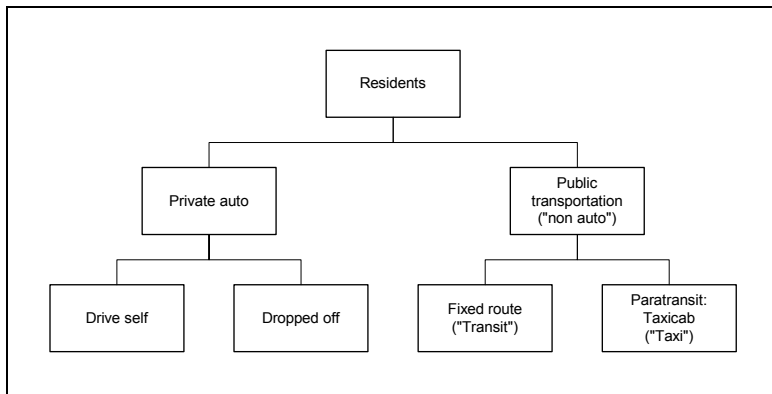 Residents
Private auto
Public
transportation
("non auto")
Drive self
Dropped off
Fixed route
("Transit")
Paratransit:
Taxicab
("Taxi")